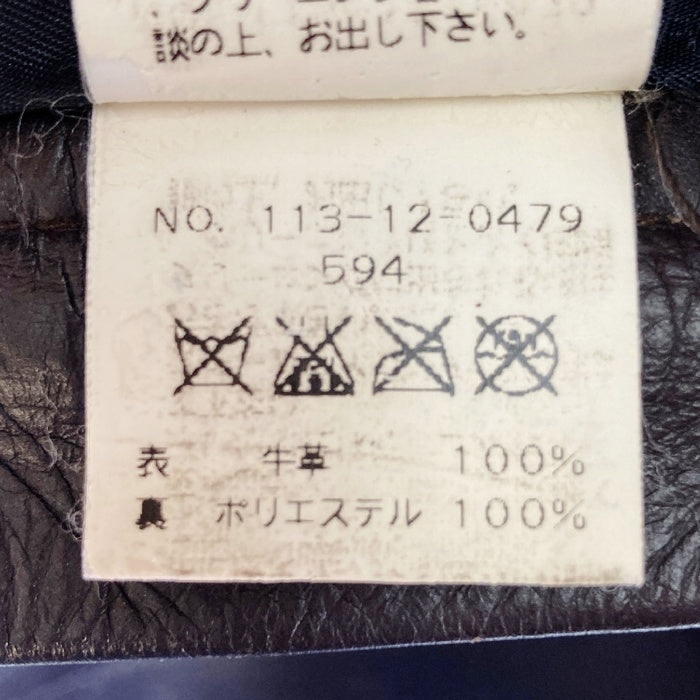 談の上、お出し下さい。
NO. 113-12-0479
594
表 牛革 100%
裏 ポリエステル 100%